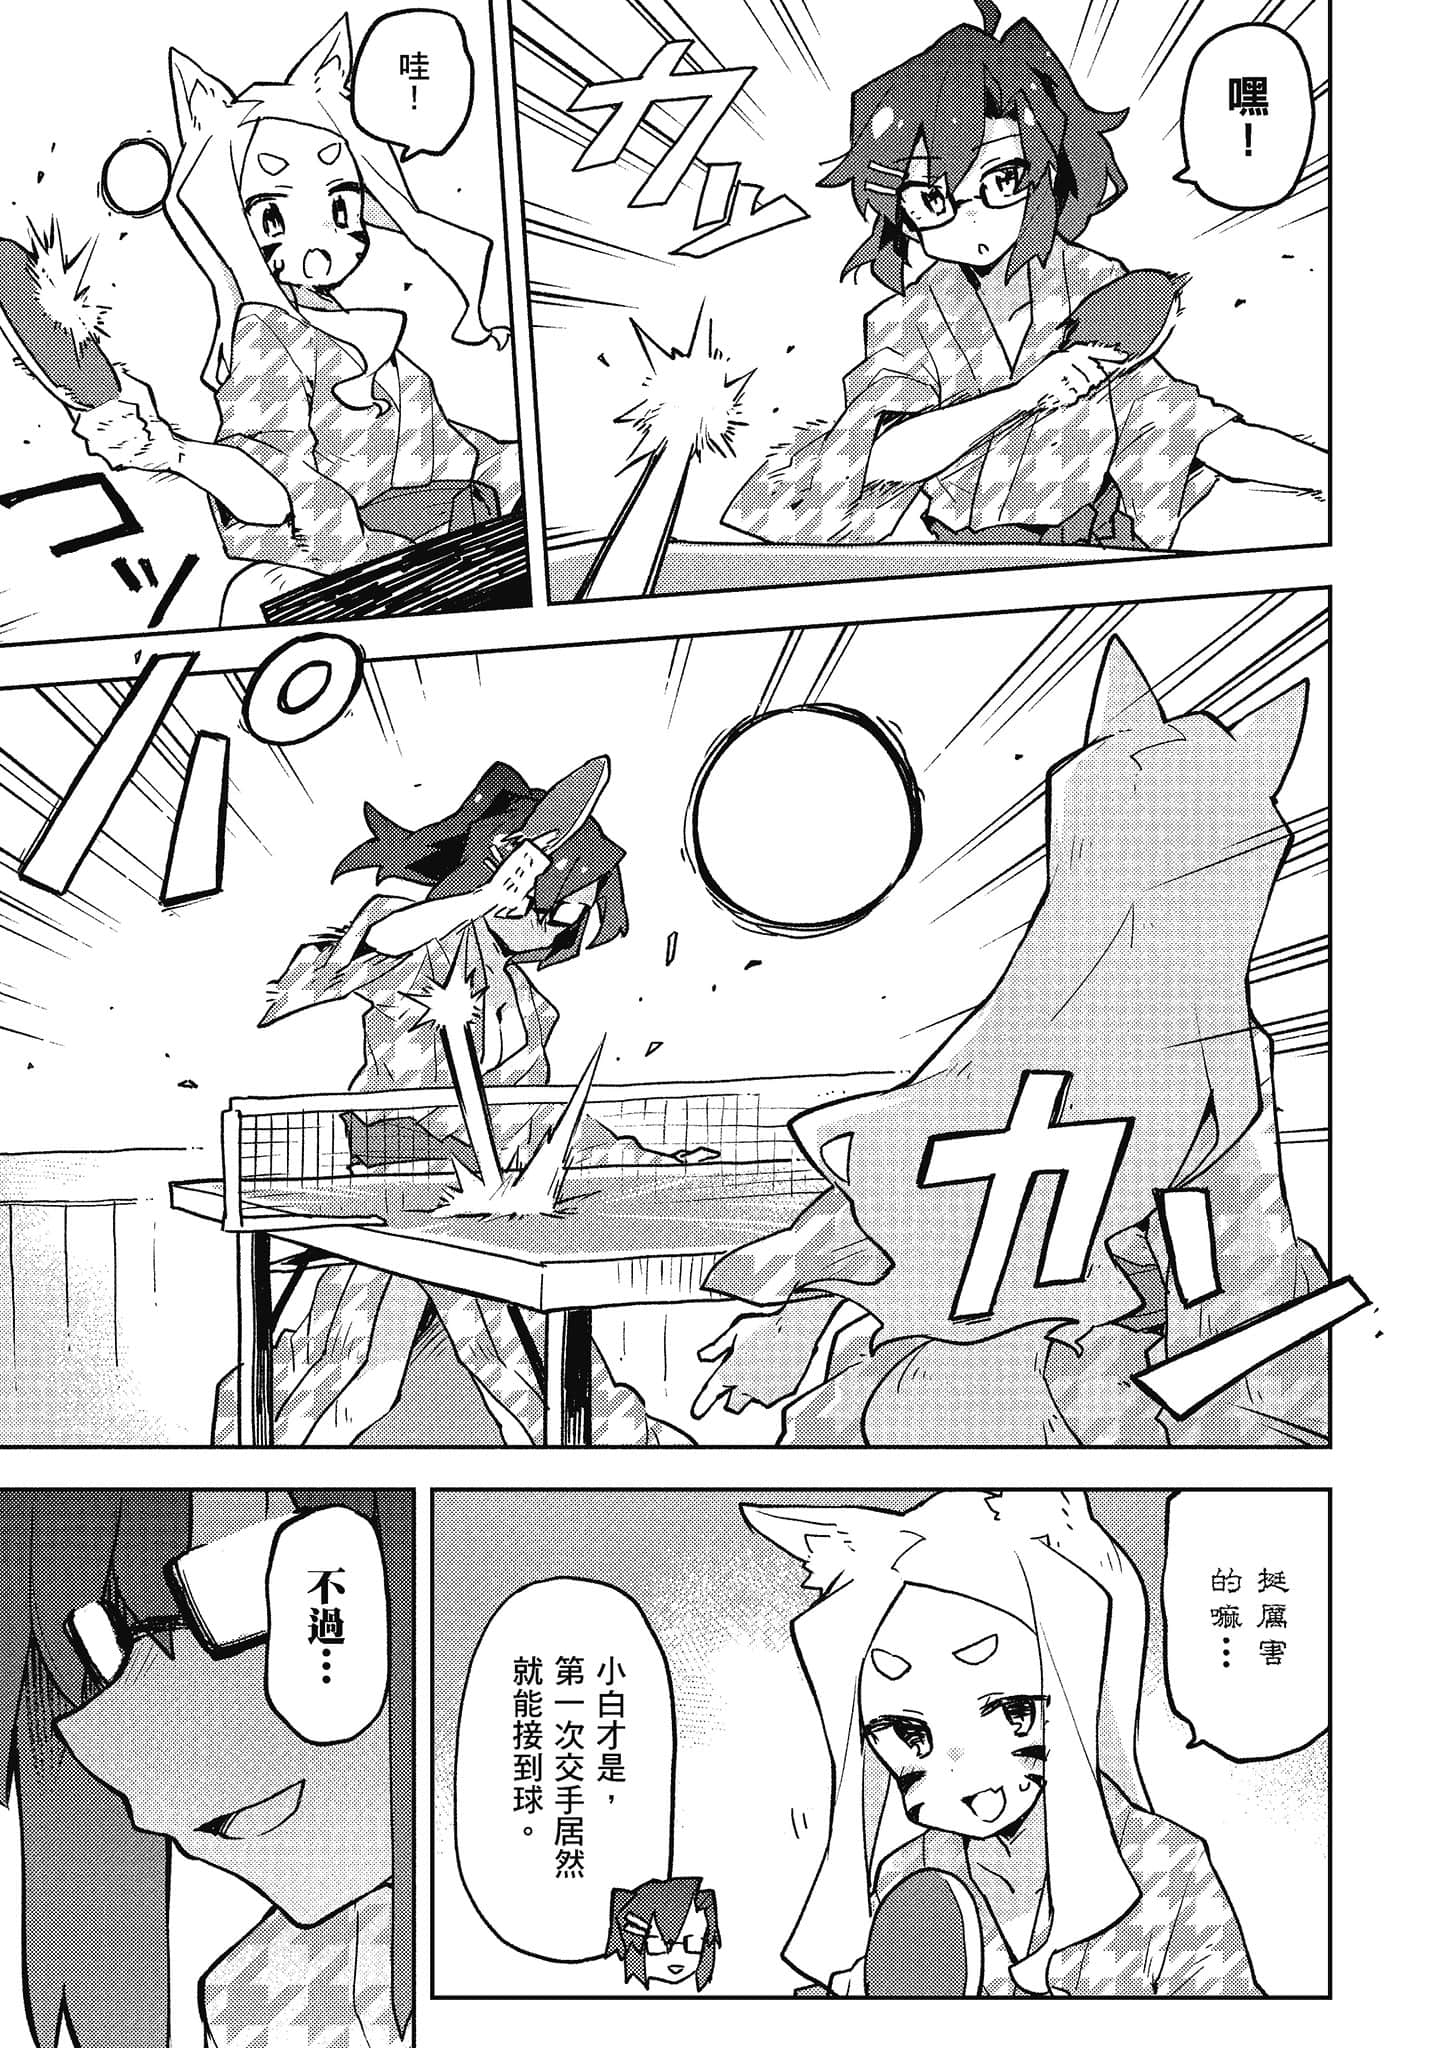 嘿！
カッ
哇！
コッ
パ
カッ
挺厲害
的嘛⋯
小白才是，
第一次交手居然
就能接到球。
不過⋯